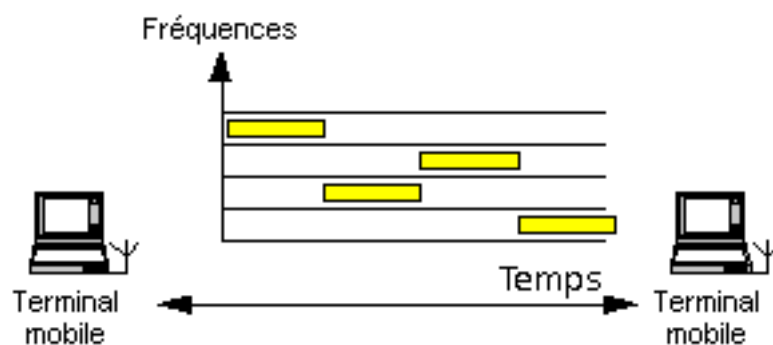 Fréquences
Temps
Terminal
mobile
Terminal
mobile